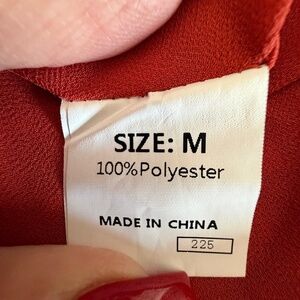 SIZE: M
100%Polyester
MADE IN CHINA
225